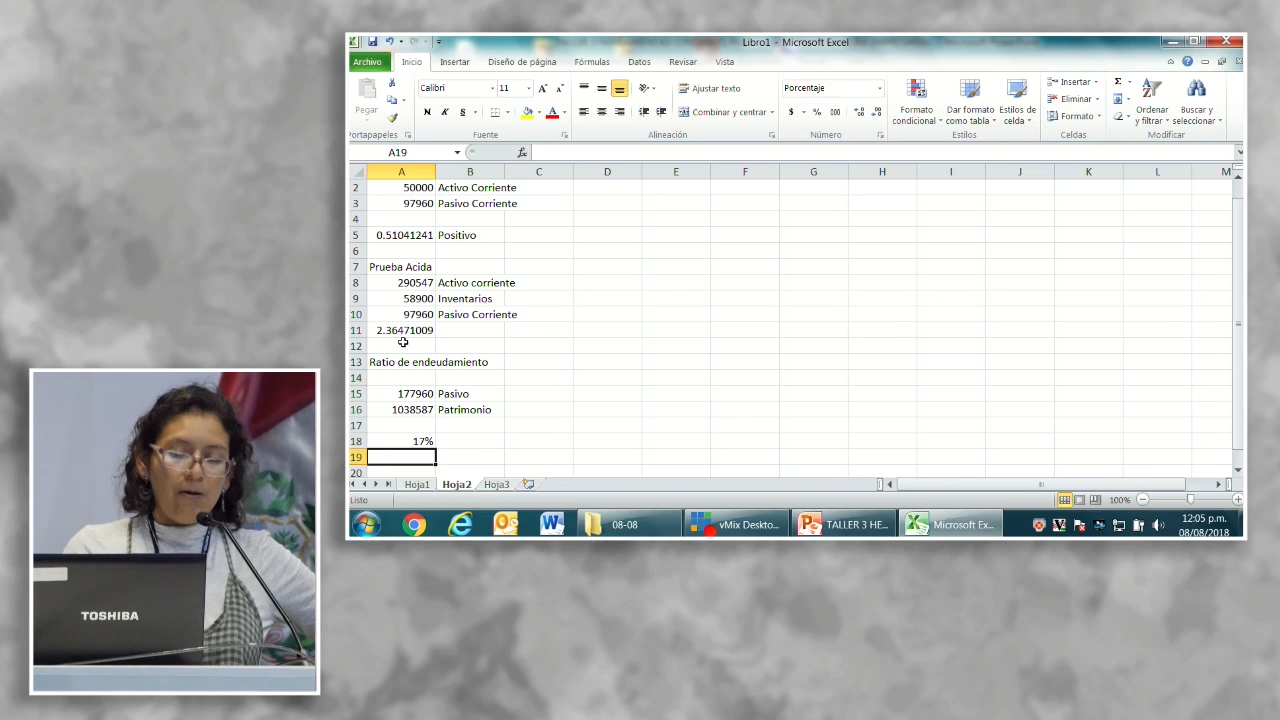 Libro1 - Microsoft Excel
Archivo Inicio Insertar Diseño de página Fórmulas Datos Revisar Vista
Pegar
Calibri 11
Ajustar texto
Porcentaje
N K S
Combinar y centrar
$ % 000
Formato condicional
Dar formato como tabla
Estilos de celda
Insertar
Eliminar
Formato
Ordenar y filtrar
Buscar y seleccionar
Portapapeles Fuente Alineación Número Estilos Celdas Modificar
A19 fx
A B C D E F G H I J K L M
2 50000 Activo Corriente
3 97960 Pasivo Corriente
4
5 0.51041241 Positivo
6
7 Prueba Acida
8 290547 Activo corriente
9 58900 Inventarios
10 97960 Pasivo Corriente
11 2.36471009
12
13 Ratio de endeudamiento
14
15 177960 Pasivo
16 1038587 Patrimonio
17
18 17%
19
20
Hoja1 Hoja2 Hoja3
Listo 100%
08-08 vMix Deskto... TALLER 3 HE... Microsoft Ex...
12:05 p.m.
08/08/2018
TOSHIBA